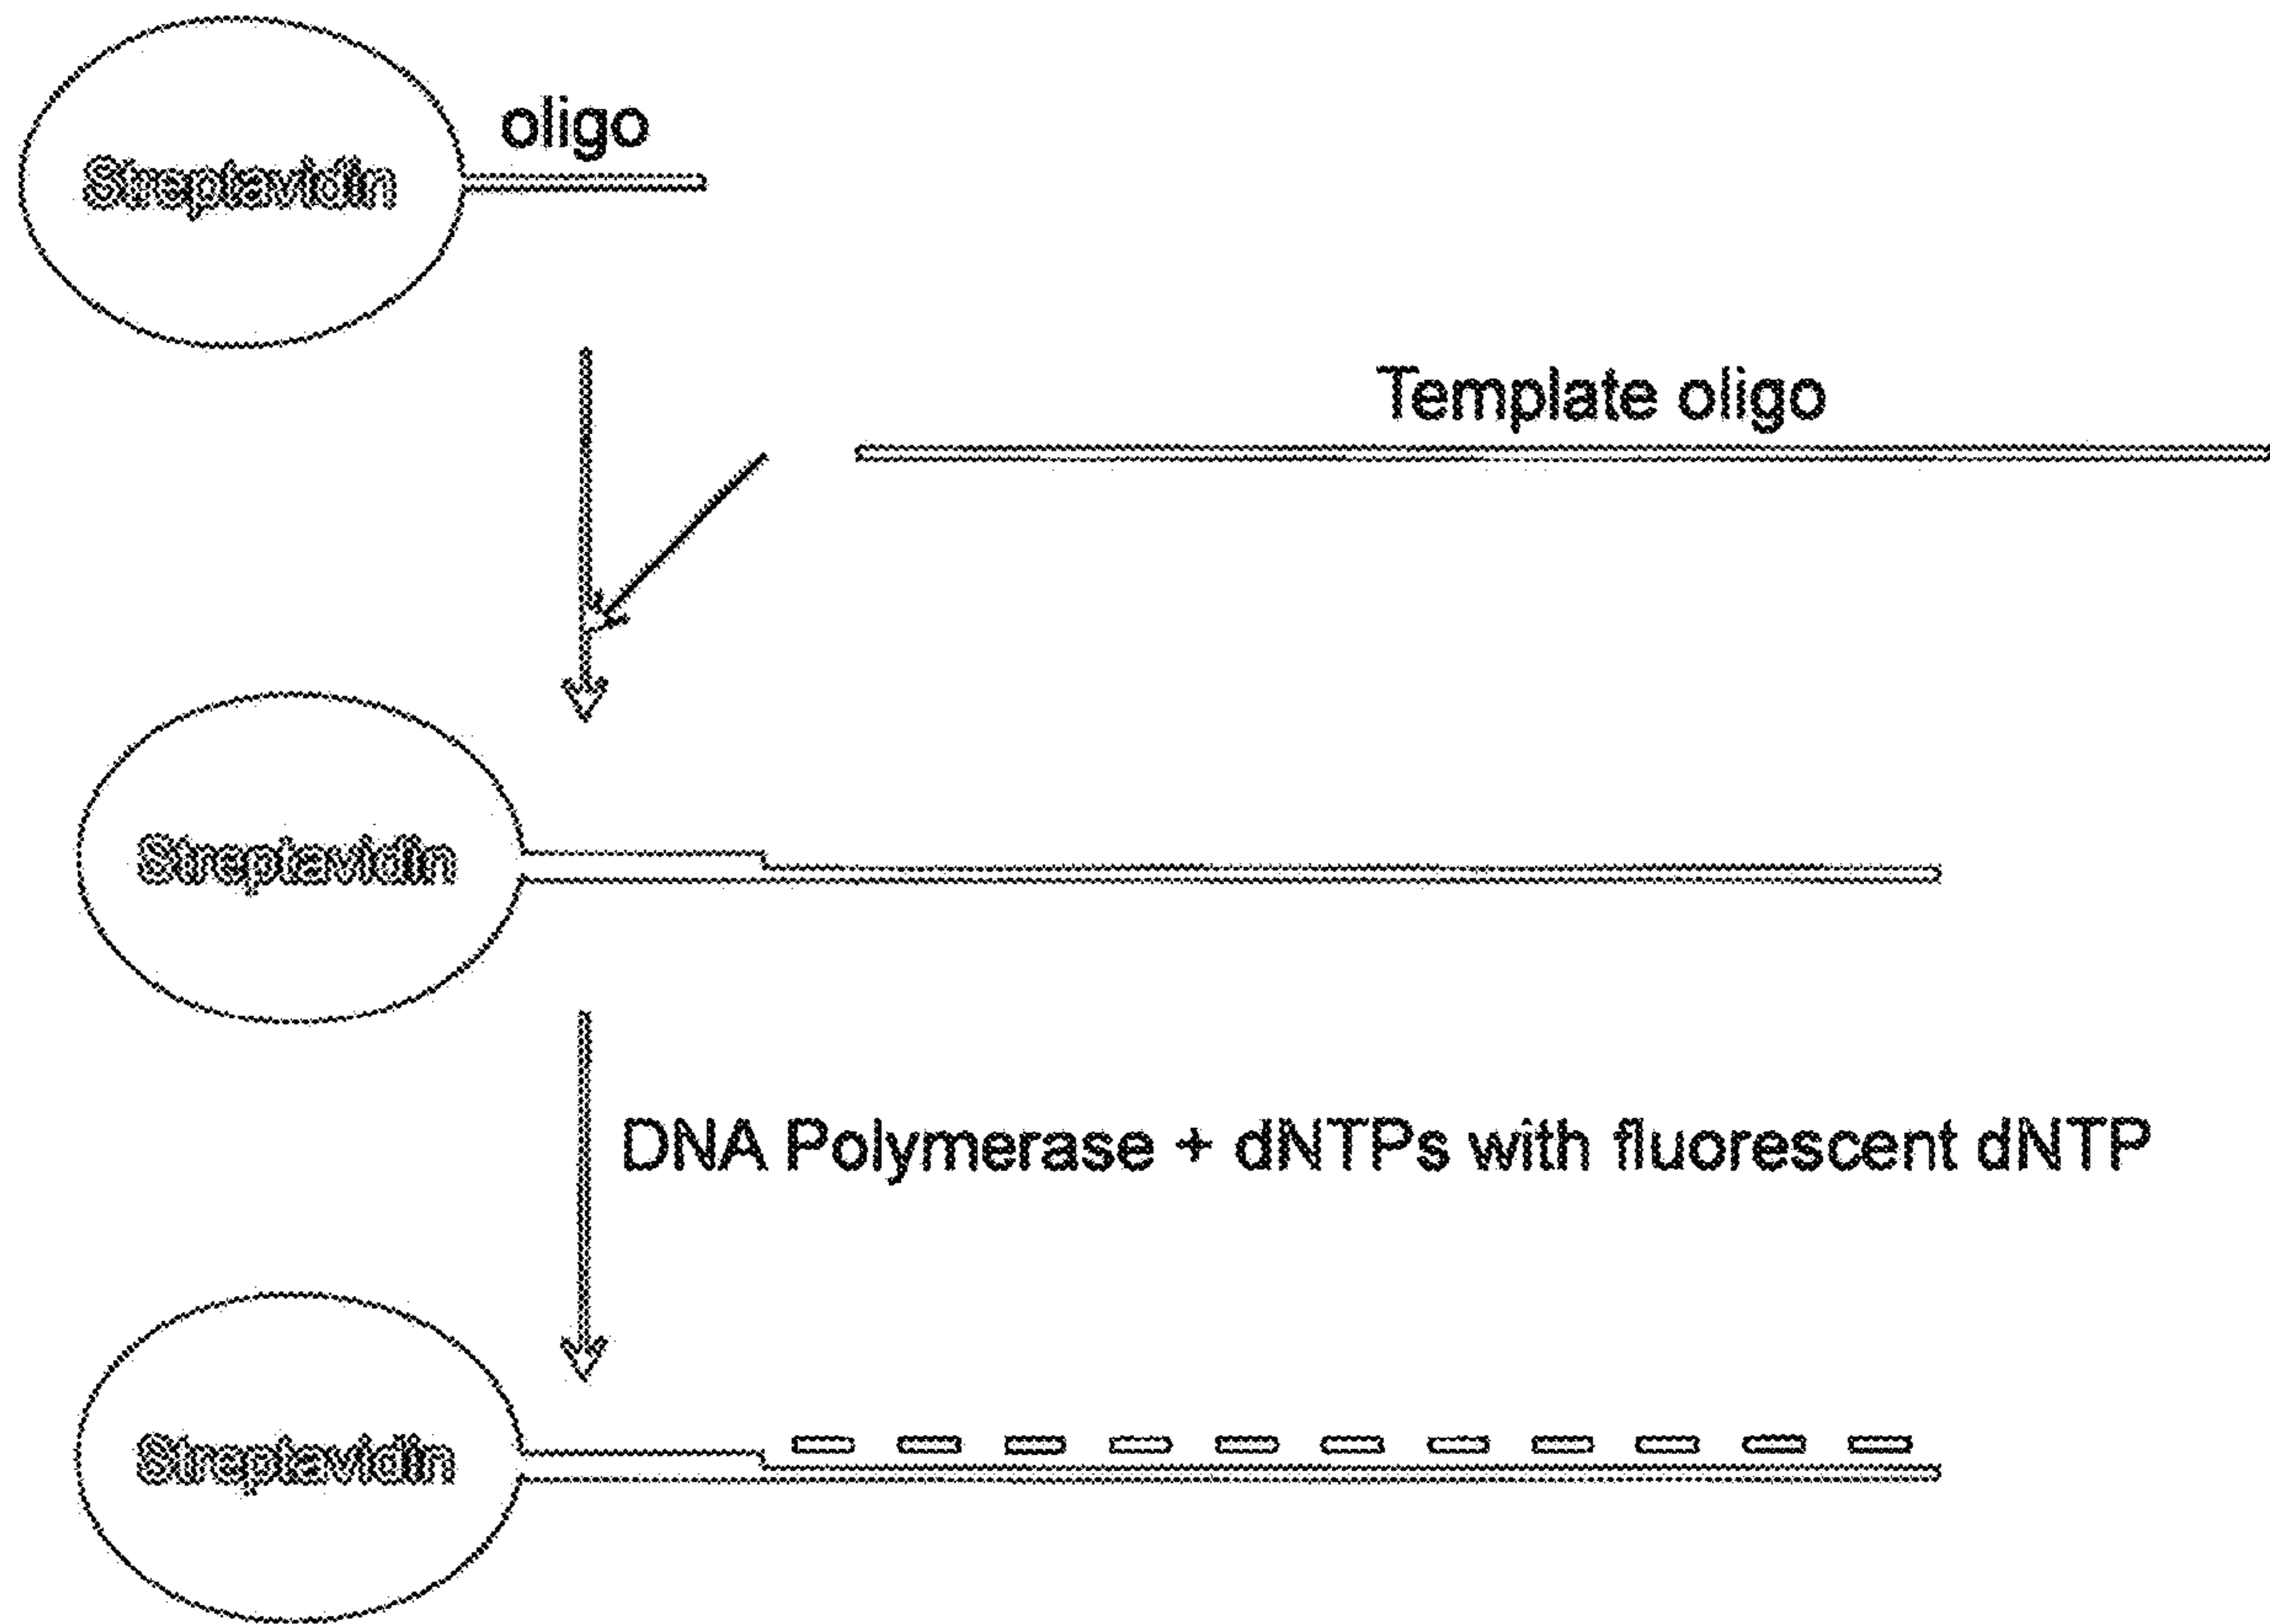 oligo
Streptavidin
Template oligo
Streptavidin
DNA Polymerase + dNTPs with fluorescent dNTP
Streptavidin